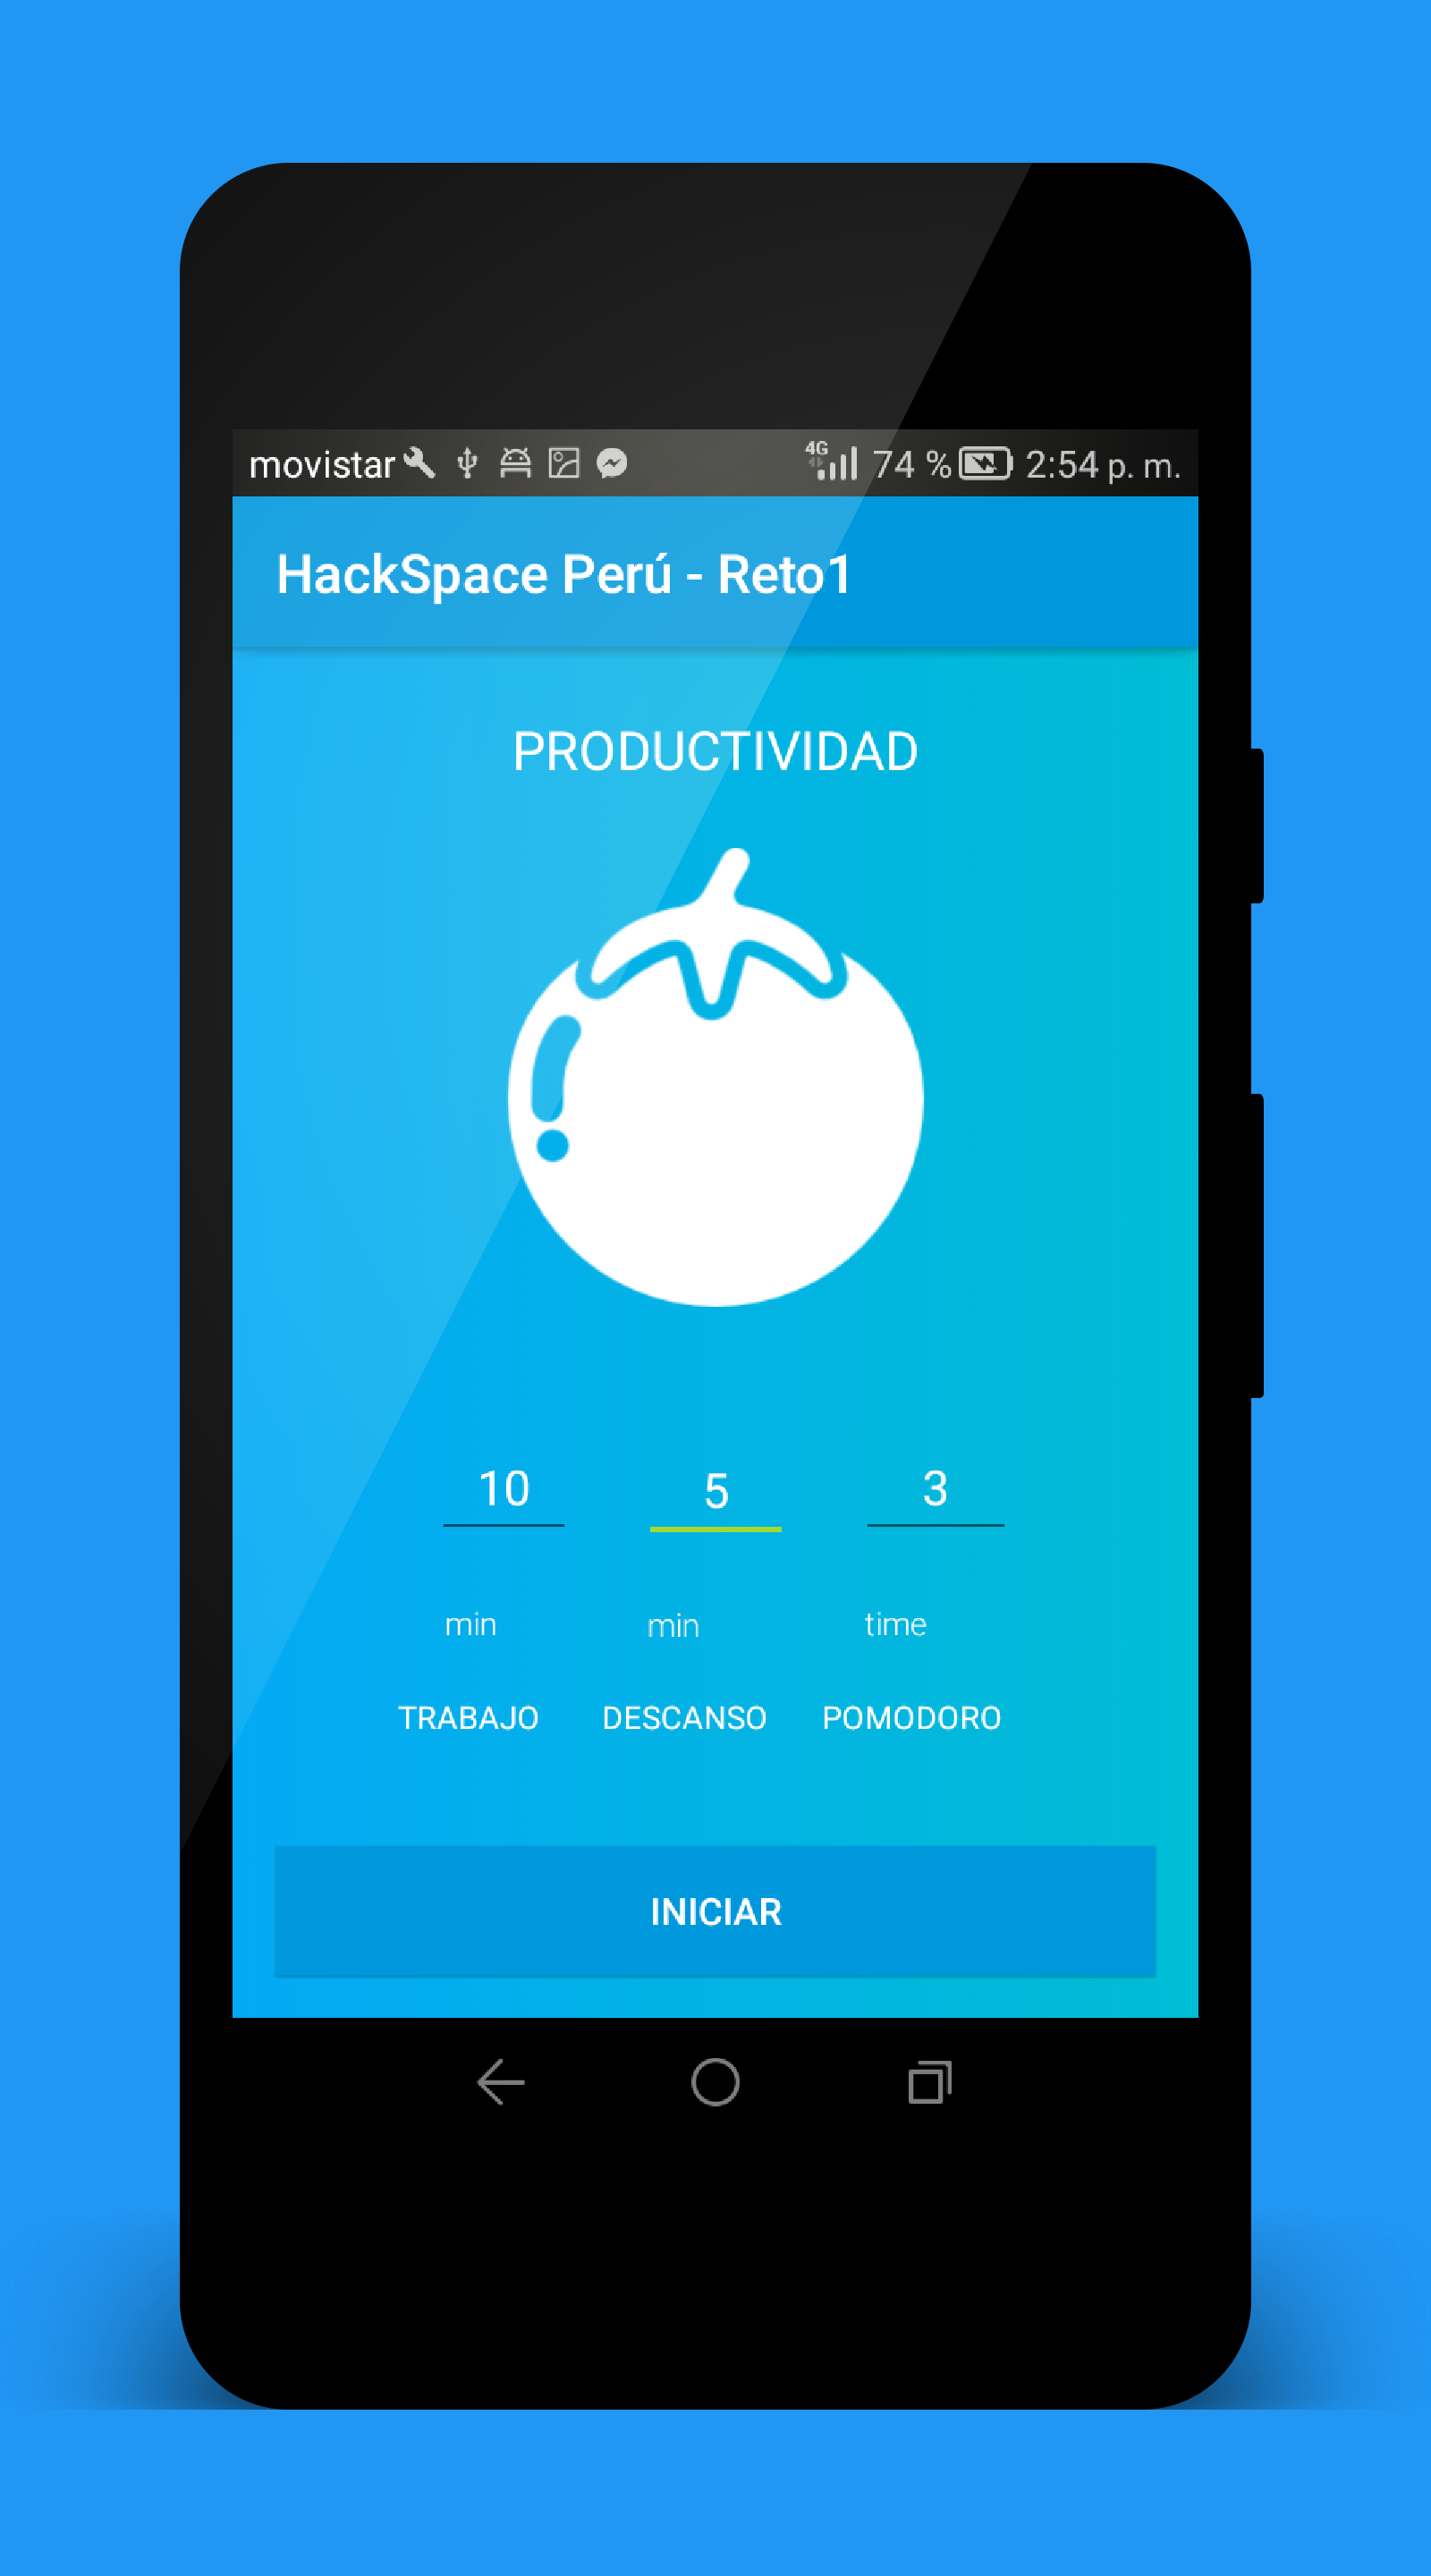 movistar 4G 74 % 2:54 p. m.
HackSpace Perú - Reto1
PRODUCTIVIDAD
10 5 3
min min time
TRABAJO DESCANSO POMODORO
INICIAR